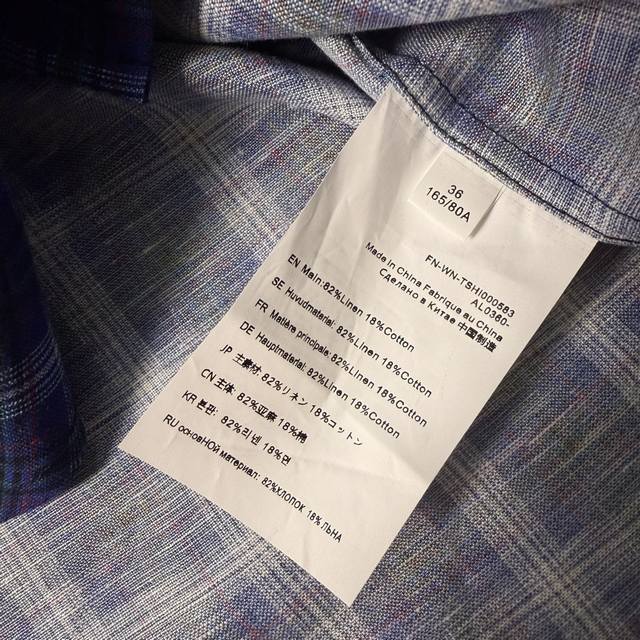 36
165/80A
FN-WN-TSHI000583
AL0360-
Made in China Fabrique au China
Сделано в Китае 中国制造
EN Main:82%Linen 18%Cotton
SE Huvudmaterial: 82%Linen 18%Cotton
FR Matière principale: 82%Linen 18%Cotton
DE Hauptmaterial: 82%Linen 18%Cotton
JP 主素材: 82%リネン 18%コットン
CN 主体: 82%亚麻 18%棉
KR 본판: 82%리넨 18%면
RU основНОй материал: 82%ХЛОПОК 18% ЛЬНА